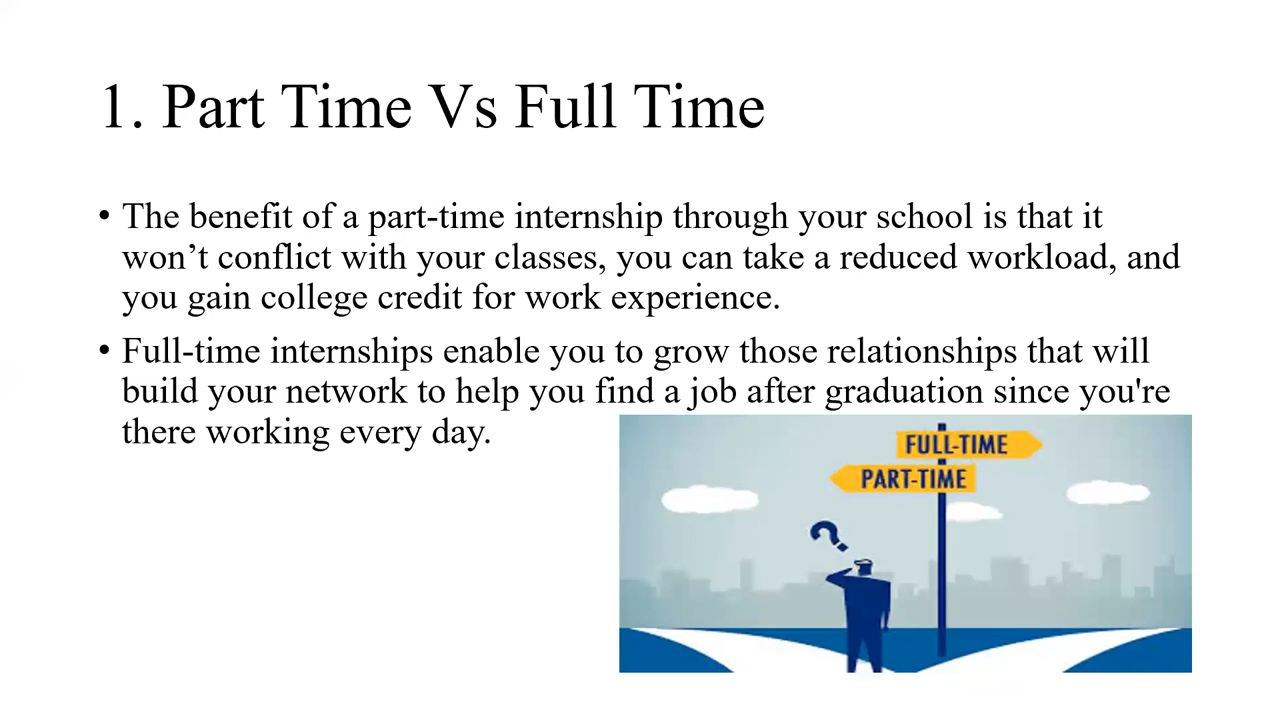 1. Part Time Vs Full Time
• The benefit of a part-time internship through your school is that it
won’t conflict with your classes, you can take a reduced workload, and
you gain college credit for work experience.
• Full-time internships enable you to grow those relationships that will
build your network to help you find a job after graduation since you're
there working every day.
FULL-TIME
PART-TIME
?